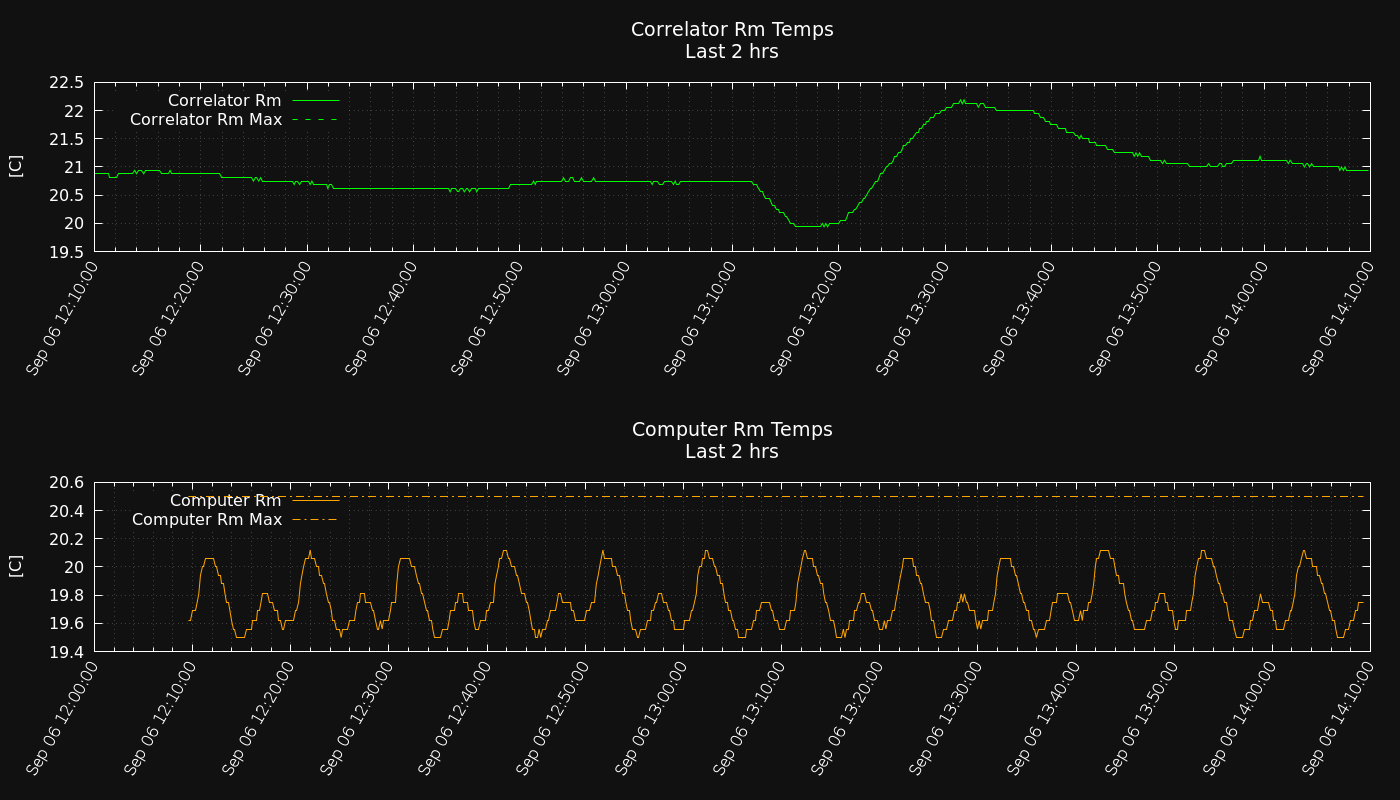 Correlator Rm Temps
Last 2 hrs
22.5
22
21.5
21
20.5
20
19.5
[C]
Correlator Rm
Correlator Rm Max
Sep 06 12:10:00
Sep 06 12:20:00
Sep 06 12:30:00
Sep 06 12:40:00
Sep 06 12:50:00
Sep 06 13:00:00
Sep 06 13:10:00
Sep 06 13:20:00
Sep 06 13:30:00
Sep 06 13:40:00
Sep 06 13:50:00
Sep 06 14:00:00
Sep 06 14:10:00
Computer Rm Temps
Last 2 hrs
20.6
20.4
20.2
20
19.8
19.6
19.4
[C]
Computer Rm
Computer Rm Max
Sep 06 12:00:00
Sep 06 12:10:00
Sep 06 12:20:00
Sep 06 12:30:00
Sep 06 12:40:00
Sep 06 12:50:00
Sep 06 13:00:00
Sep 06 13:10:00
Sep 06 13:20:00
Sep 06 13:30:00
Sep 06 13:40:00
Sep 06 13:50:00
Sep 06 14:00:00
Sep 06 14:10:00